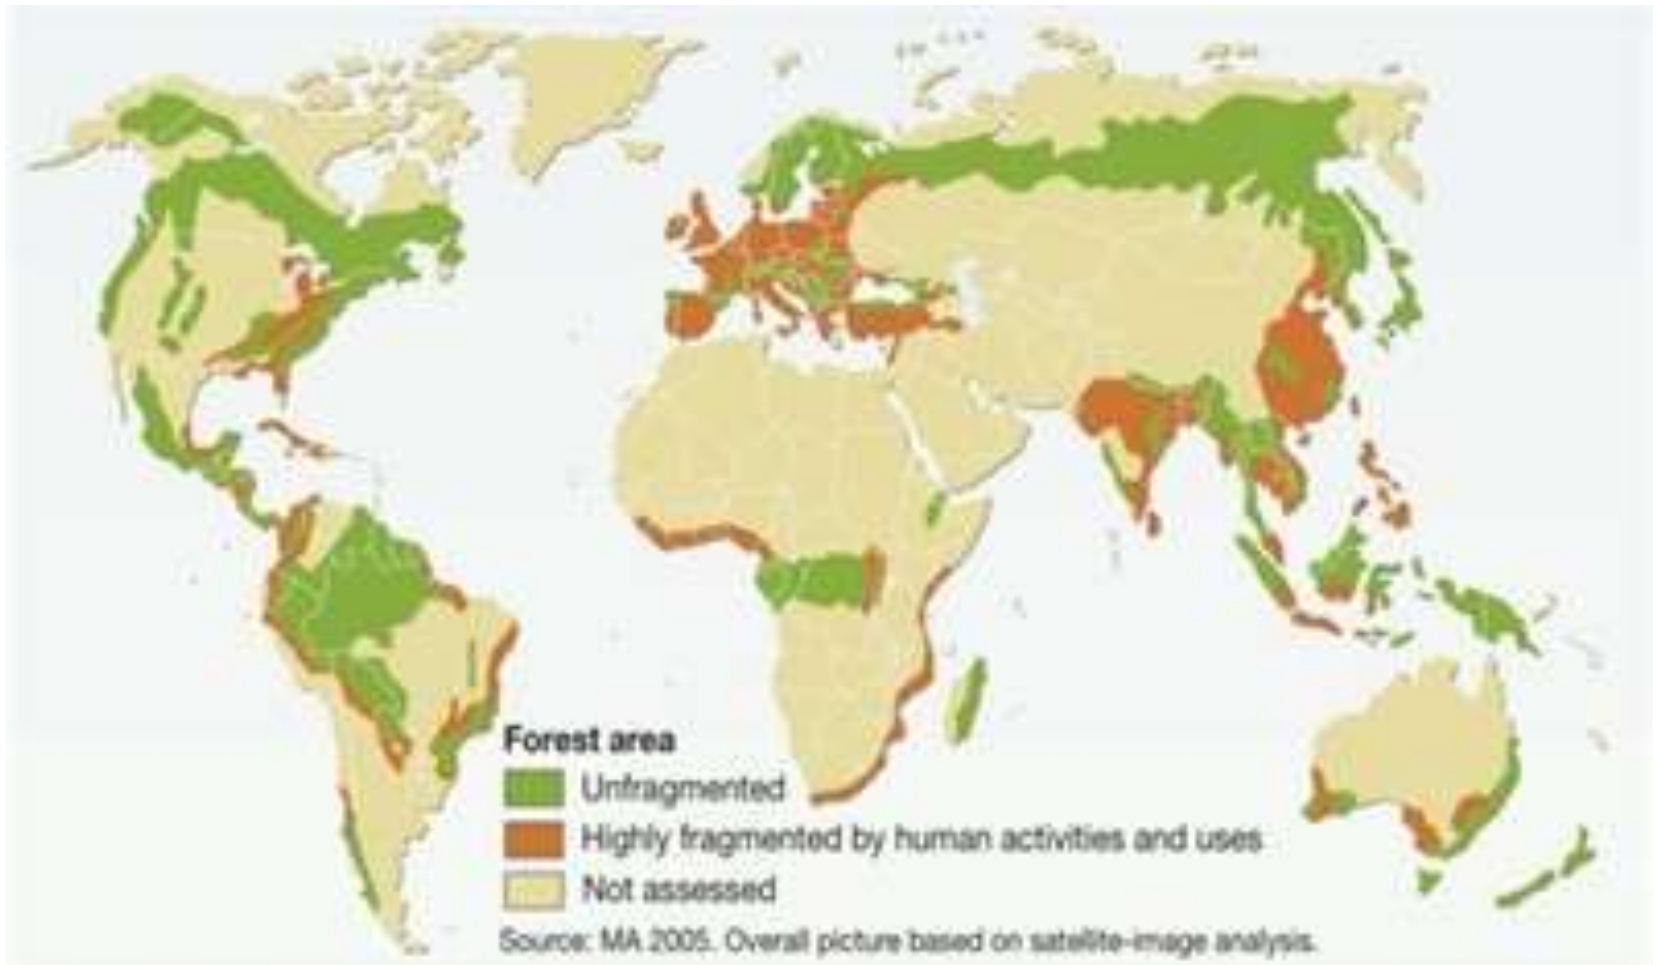 Forest area
Unfragmented
Highly fragmented by human activities and uses
Not assessed
Source: MA 2005. Overall picture based on satellite-image analysis.